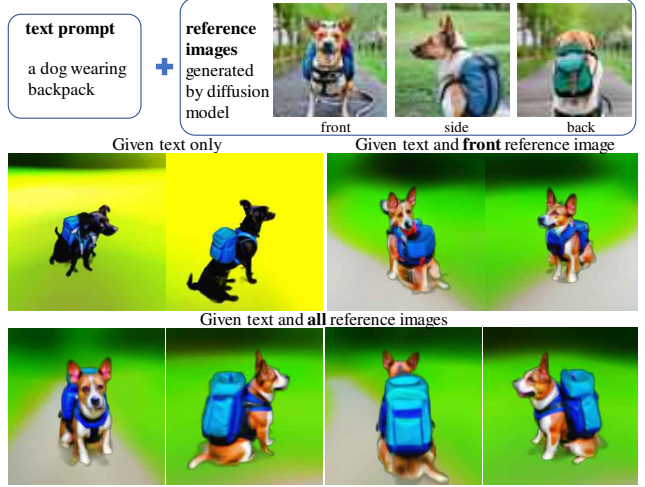 text prompt
a dog wearing
backpack
reference
images
generated
by diffusion
model
front side back
Given text only
Given text and front reference image
Given text and all reference images